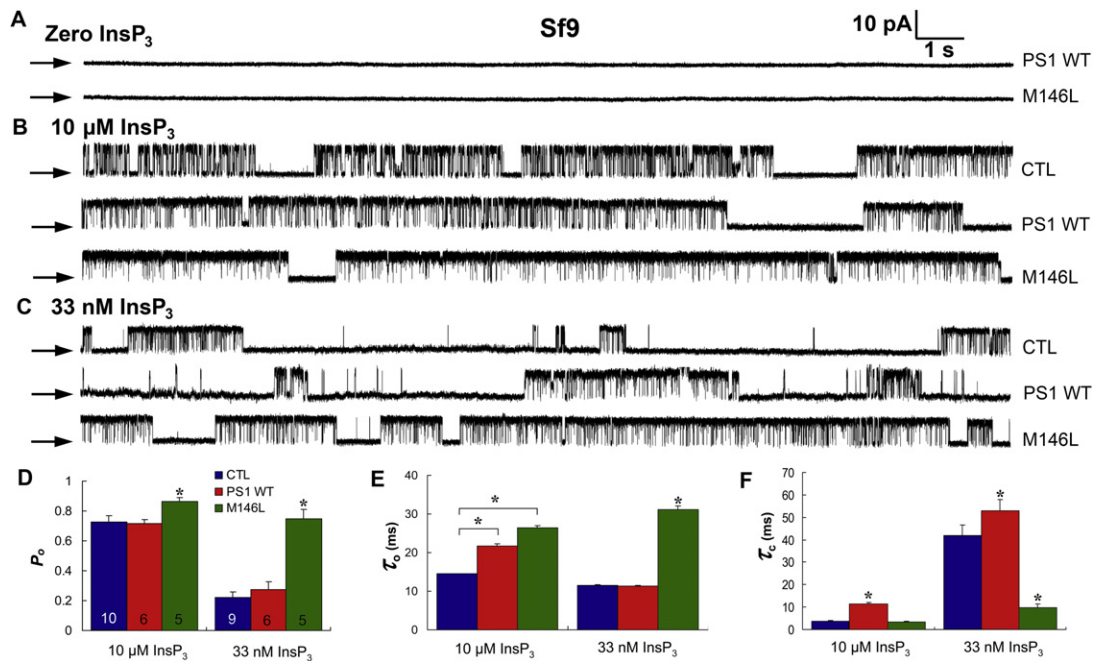 A
Zero InsP₃
Sf9
10 pA
1 s
PS1 WT
M146L
B
10 µM InsP₃
CTL
PS1 WT
M146L
C
33 nM InsP₃
CTL
PS1 WT
M146L
D
CTL
PS1 WT
M146L
1
0.8
0.6
0.4
0.2
0
Pₒ
*
*
10
6
5
9
6
5
10 µM InsP₃
33 nM InsP₃
E
40
30
20
10
0
τₒ (ms)
*
*
*
10 µM InsP₃
33 nM InsP₃
F
70
60
50
40
30
20
10
0
τc (ms)
*
*
*
10 µM InsP₃
33 nM InsP₃